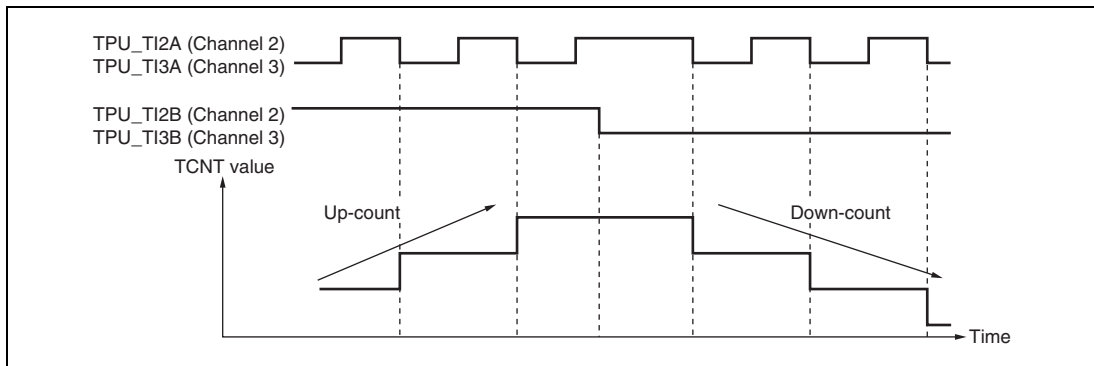 TPU_TI2A (Channel 2)
TPU_TI3A (Channel 3)
TPU_TI2B (Channel 2)
TPU_TI3B (Channel 3)
TCNT value
Up-count
Down-count
Time